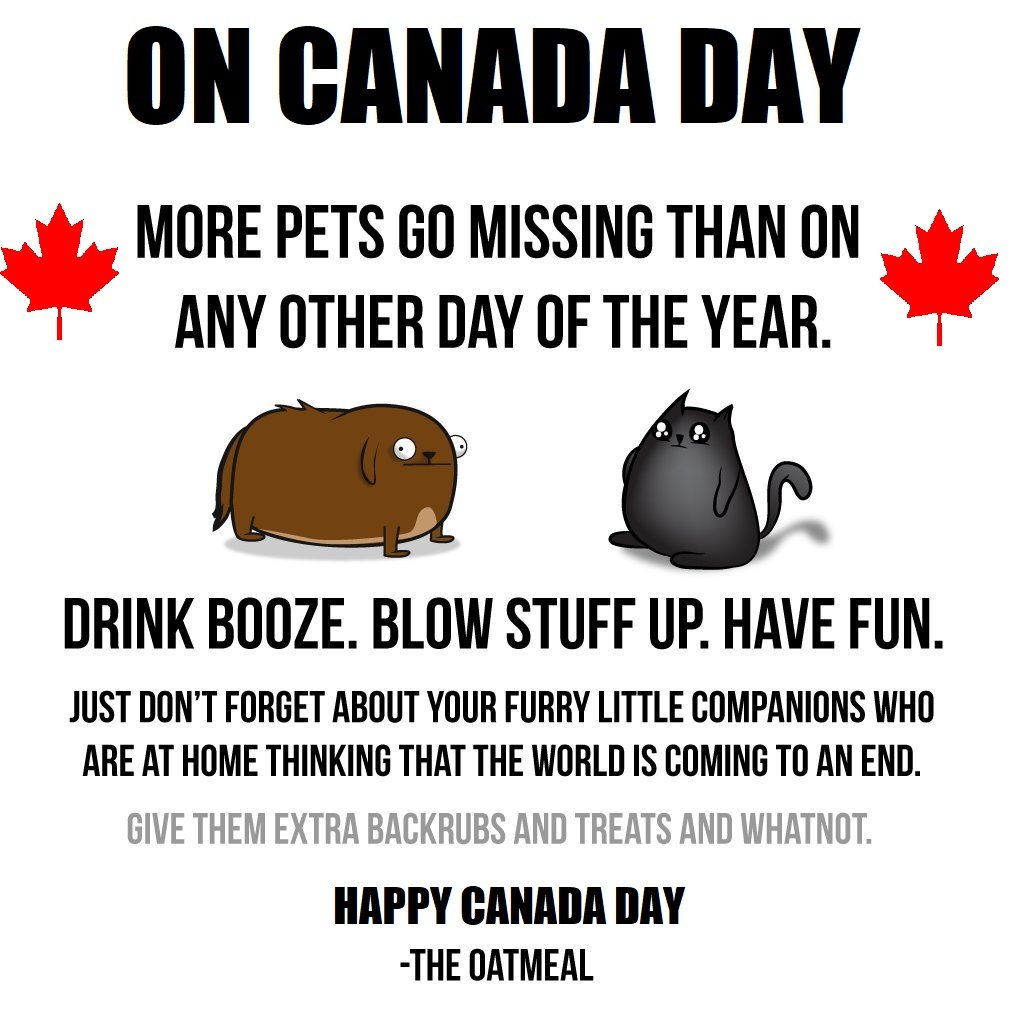 ON CANADA DAY
MORE PETS GO MISSING THAN ON
ANY OTHER DAY OF THE YEAR.
DRINK BOOZE. BLOW STUFF UP. HAVE FUN.
JUST DON’T FORGET ABOUT YOUR FURRY LITTLE COMPANIONS WHO
ARE AT HOME THINKING THAT THE WORLD IS COMING TO AN END.
GIVE THEM EXTRA BACKRUBS AND TREATS AND WHATNOT.
HAPPY CANADA DAY
-THE OATMEAL